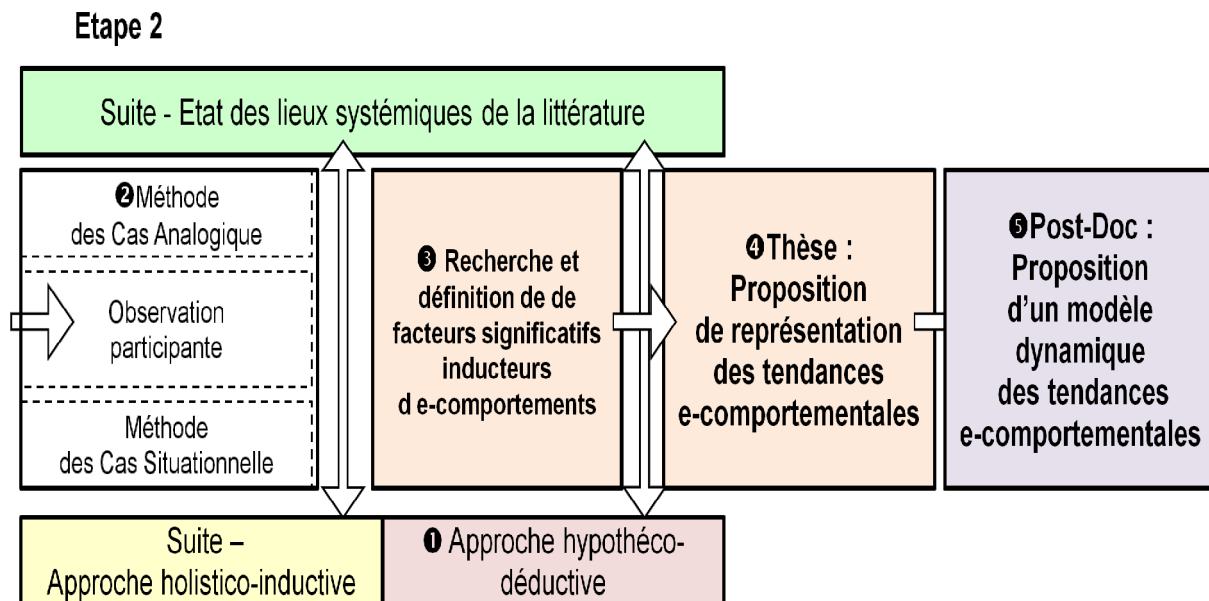 Etape 2
Suite - Etat des lieux systémiques de la littérature
❷Méthode
des Cas Analogique
Observation
participante
Méthode
des Cas Situationnelle
❸ Recherche et
définition de de
facteurs significatifs
inducteurs
d e-comportements
❹Thèse :
Proposition
de représentation
des tendances
e-comportementales
❺Post-Doc :
Proposition
d'un modèle
dynamique
des tendances
e-comportementales
Suite –
Approche holistico-inductive
❶ Approche hypothéco-
déductive